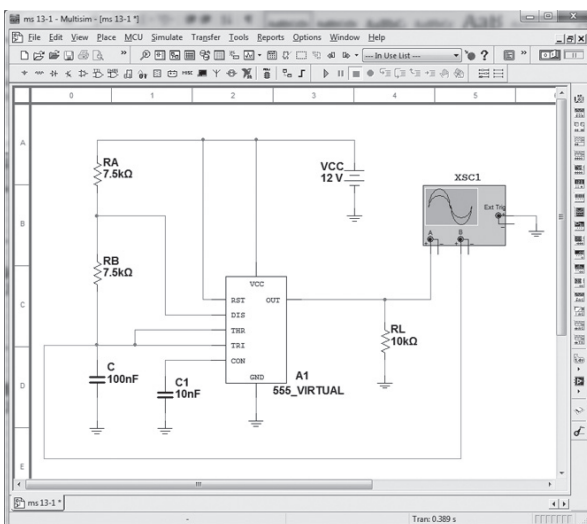 ms 13-1 - Multisim - [ms 13-1 *]
File Edit View Place MCU Simulate Transfer Tools Reports Options Window Help
--- In Use List ---
0 1 2 3 4 5
A
B
C
D
E
RA
7.5kΩ
RB
7.5kΩ
C
100nF
C1
10nF
VCC
12 V
VCC
RST OUT
DIS
THR
TRI
CON
GND
A1
555_VIRTUAL
RL
10kΩ
XSC1
Ext Trig
A B
ms 13-1 *
Tran: 0.389 s